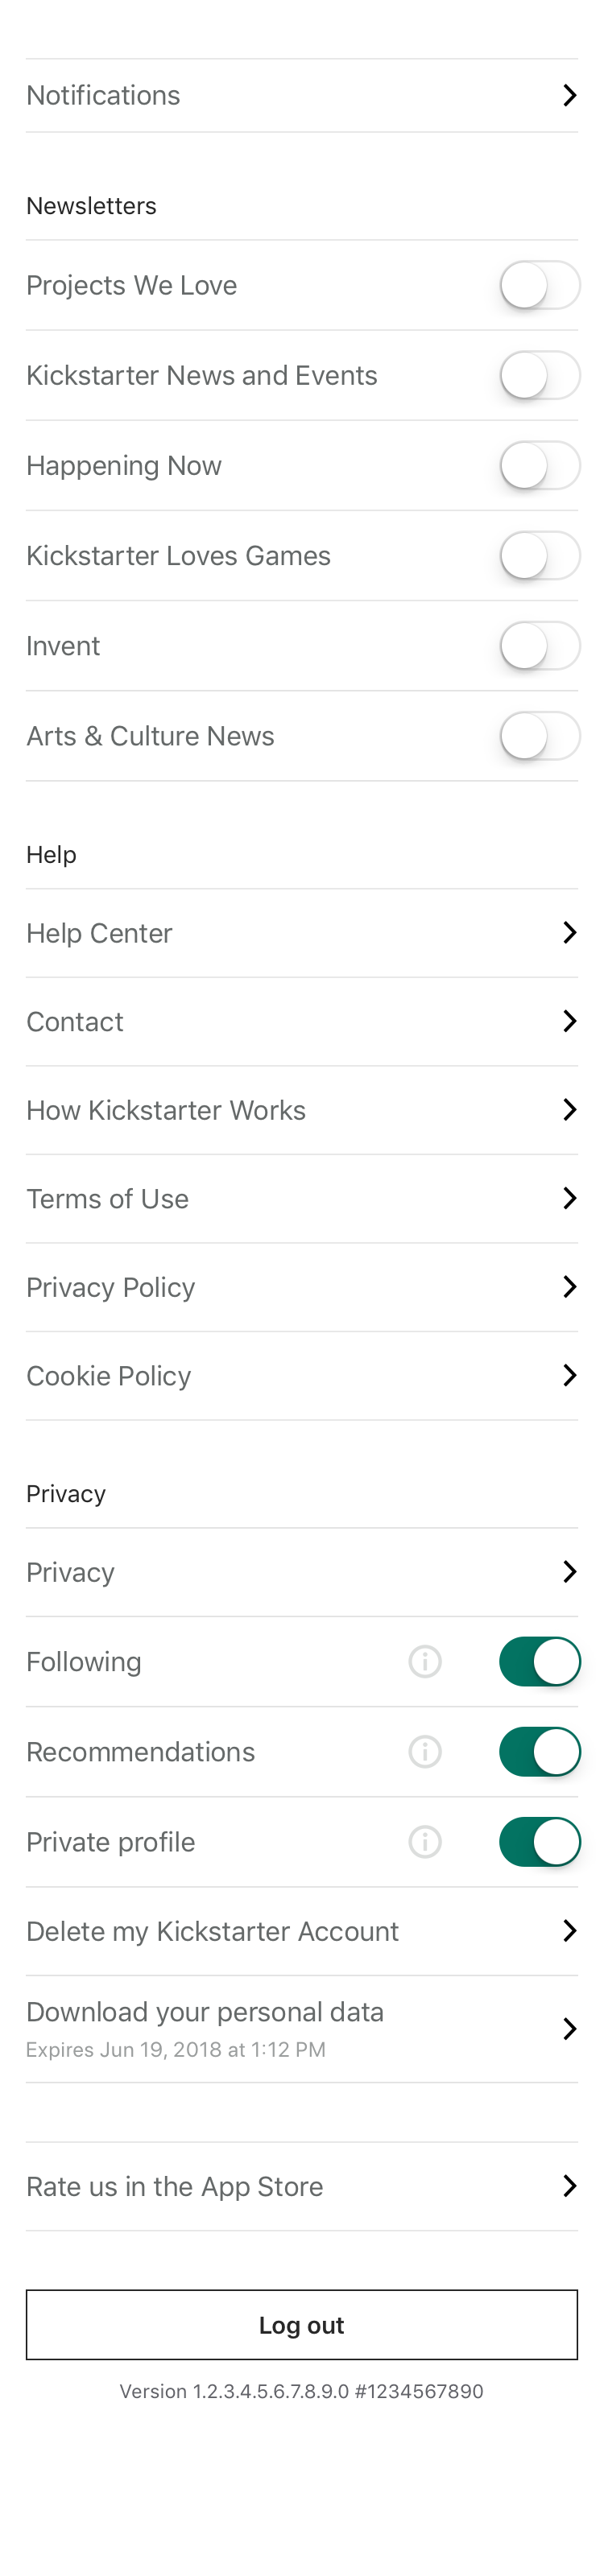 Notifications
Newsletters
Projects We Love
Kickstarter News and Events
Happening Now
Kickstarter Loves Games
Invent
Arts & Culture News
Help
Help Center
Contact
How Kickstarter Works
Terms of Use
Privacy Policy
Cookie Policy
Privacy
Privacy
Following
Recommendations
Private profile
Delete my Kickstarter Account
Download your personal data
Expires Jun 19, 2018 at 1:12 PM
Rate us in the App Store
Log out
Version 1.2.3.4.5.6.7.8.9.0 #1234567890